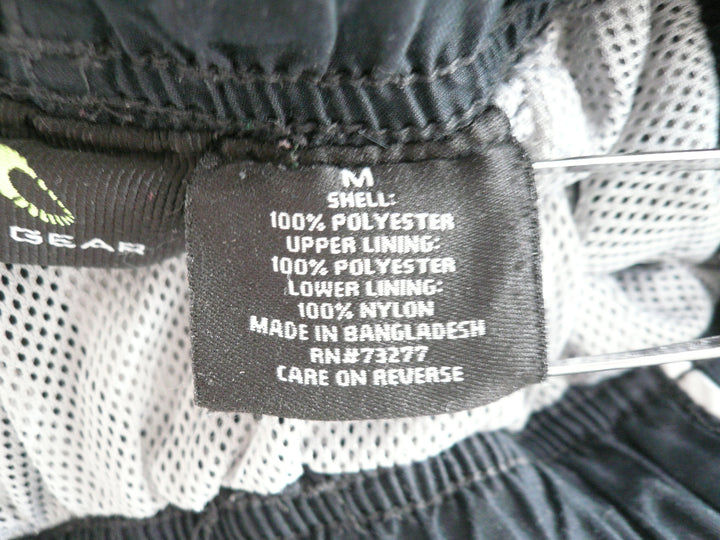 GEAR
M
SHELL:
100% POLYESTER
UPPER LINING:
100% POLYESTER
LOWER LINING:
100% NYLON
MADE IN BANGLADESH
RN#73277
CARE ON REVERSE